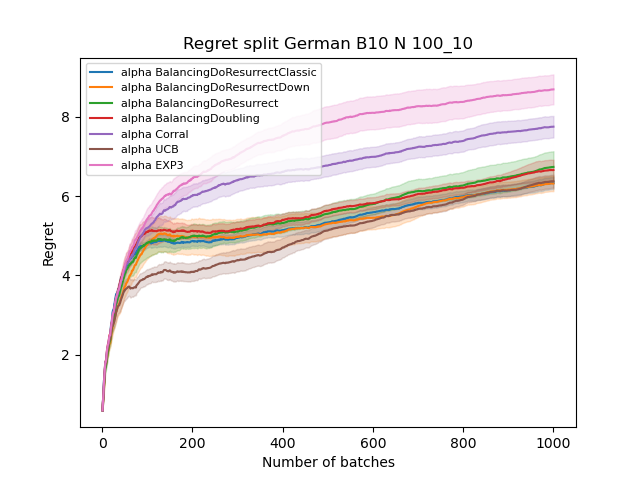 Regret split German B10 N 100_10
alpha BalancingDoResurrectClassic
alpha BalancingDoResurrectDown
alpha BalancingDoResurrect
alpha BalancingDoubling
alpha Corral
alpha UCB
alpha EXP3
Regret
8
6
4
2
0 200 400 600 800 1000
Number of batches